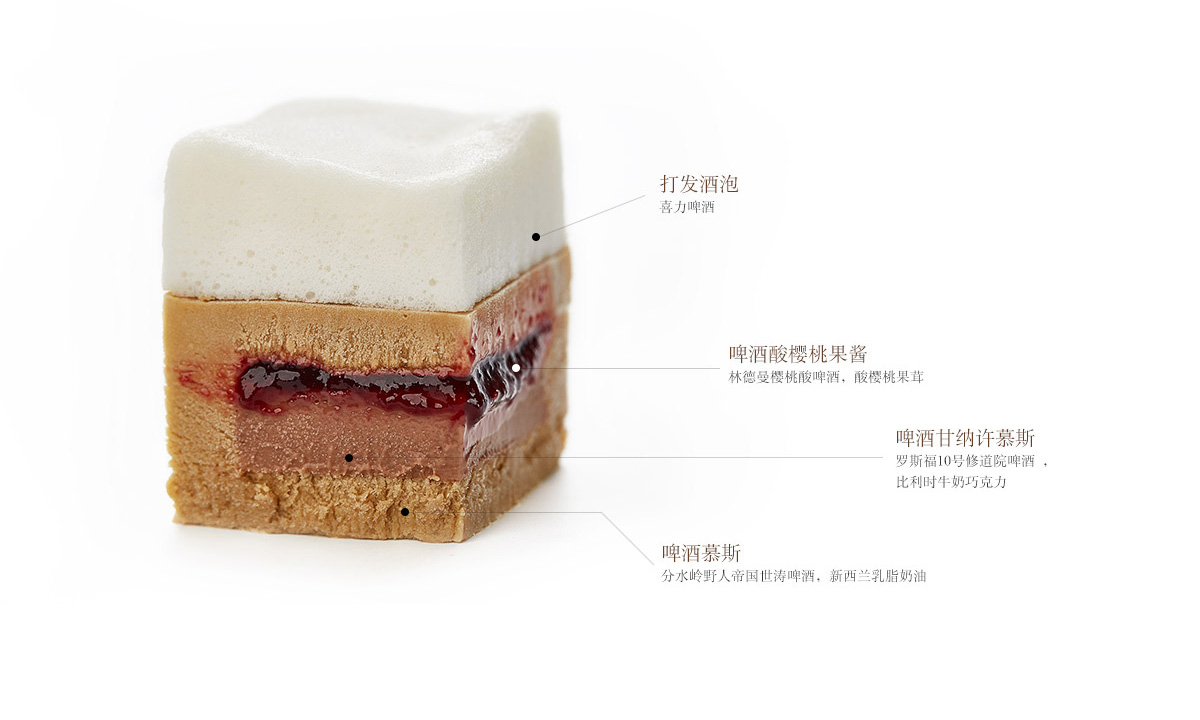 打发酒泡
喜力啤酒
啤酒酸樱桃果酱
林德曼樱桃酸啤酒，酸樱桃果茸
啤酒甘纳许慕斯
罗斯福10号修道院啤酒 ，
比利时牛奶巧克力
啤酒慕斯
分水岭野人帝国世涛啤酒，新西兰乳脂奶油